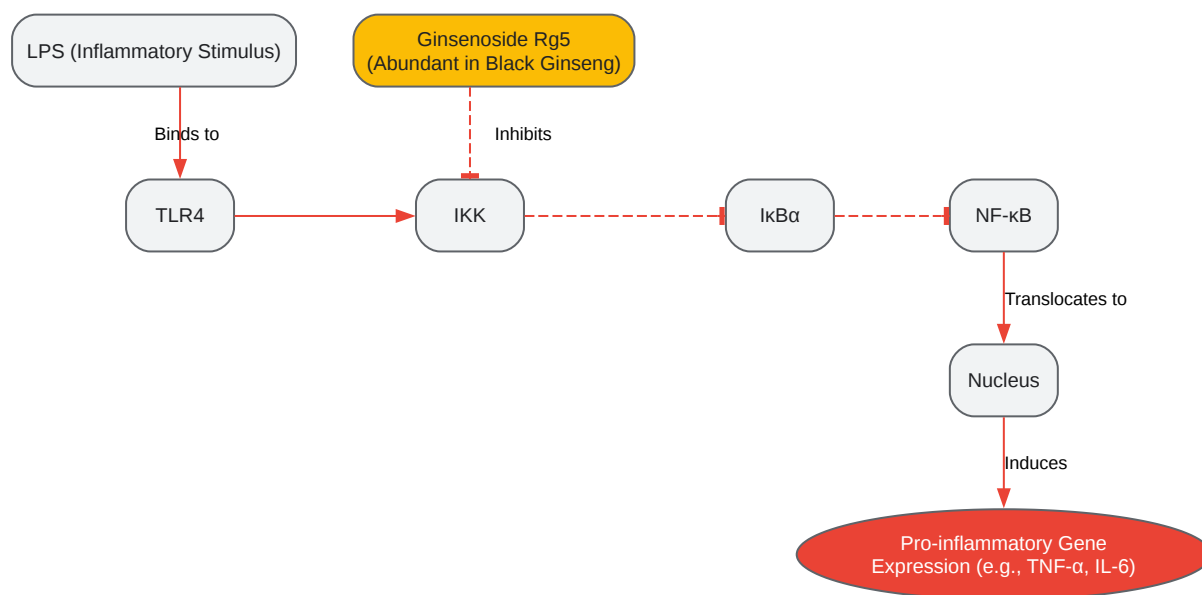 LPS (Inflammatory Stimulus)
Ginsenoside Rg5
(Abundant in Black Ginseng)
Binds to
Inhibits
TLR4
IKK
IκBα
NF-κB
Translocates to
Nucleus
Induces
Pro-inflammatory Gene
Expression (e.g., TNF-α, IL-6)